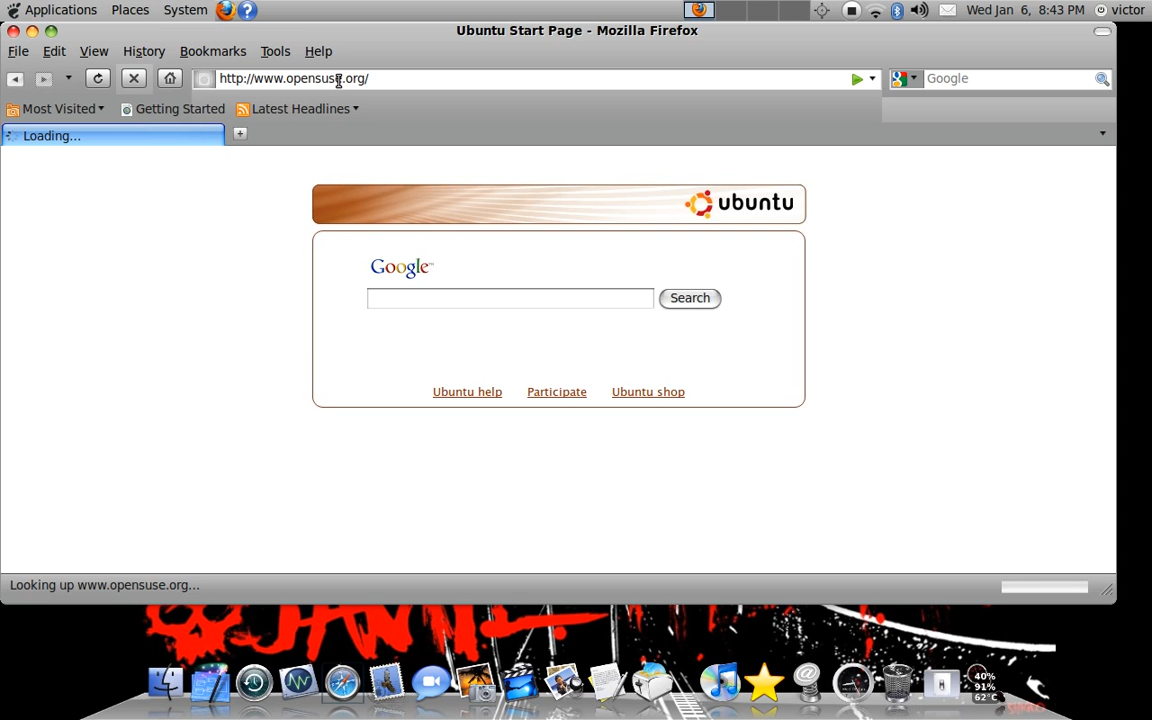 Applications Places System Wed Jan 6, 8:43 PM victor
Ubuntu Start Page - Mozilla Firefox
File Edit View History Bookmarks Tools Help
http://www.opensuse.org/ Google
Most Visited Getting Started Latest Headlines
Loading...
ubuntu
Google™
Search
Ubuntu help Participate Ubuntu shop
Looking up www.opensuse.org...
40%
91%
62°C